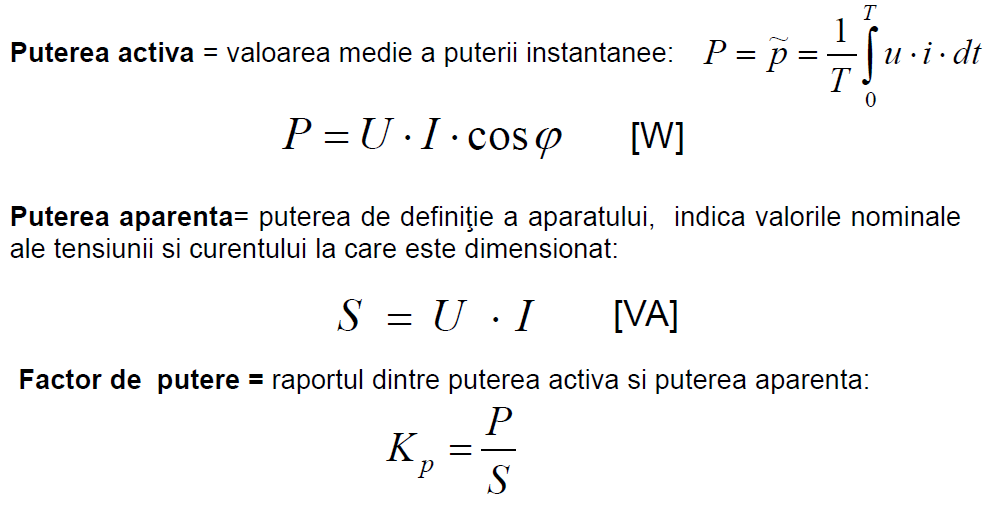 Puterea activa = valoarea medie a puterii instantanee: P = p̃ = 1/T ∫₀ᵀ u · i · dt
P = U · I · cosφ [W]
Puterea aparenta= puterea de definiţie a aparatului, indica valorile nominale
ale tensiunii si curentului la care este dimensionat:
S = U · I [VA]
Factor de putere = raportul dintre puterea activa si puterea aparenta:
Kₚ = P/S